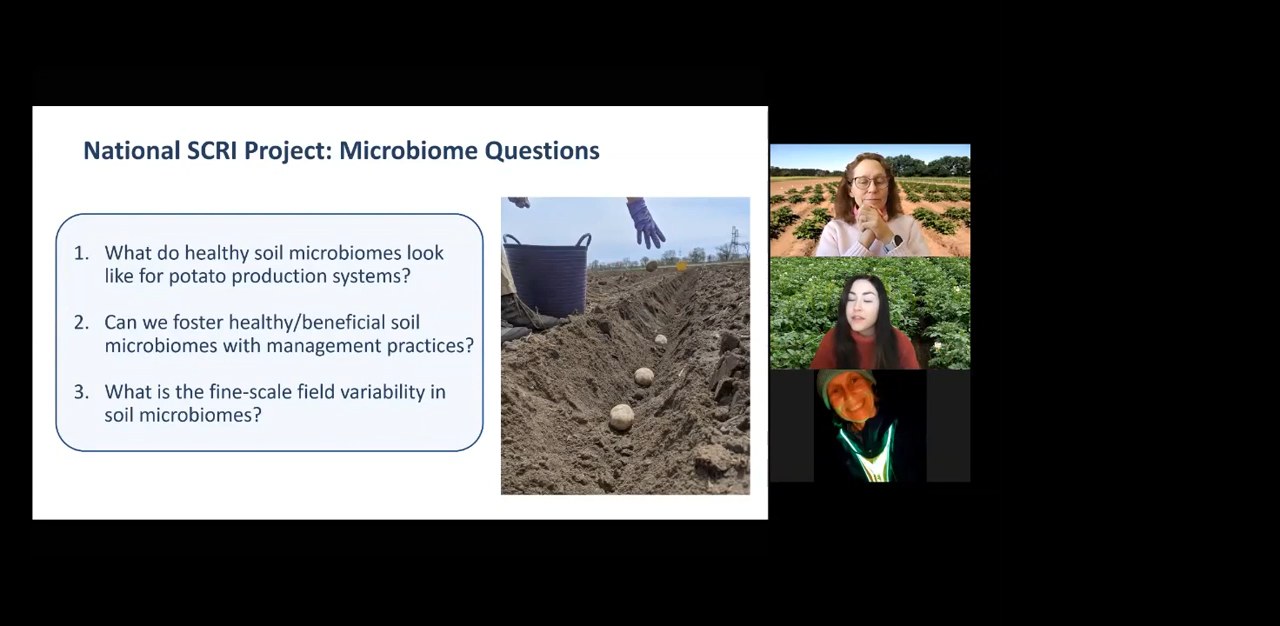 National SCRI Project: Microbiome Questions
1. What do healthy soil microbiomes look
like for potato production systems?
2. Can we foster healthy/beneficial soil
microbiomes with management practices?
3. What is the fine-scale field variability in
soil microbiomes?